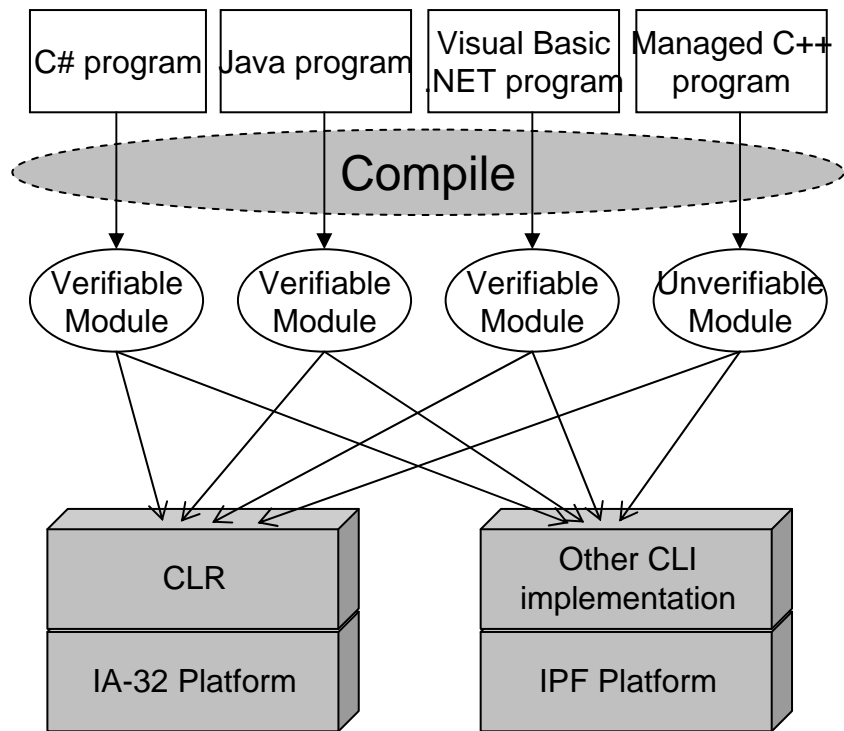 C# program
Java program
Visual Basic
.NET program
Managed C++
program
Compile
Verifiable
Module
Verifiable
Module
Verifiable
Module
Unverifiable
Module
CLR
Other CLI
implementation
IA-32 Platform
IPF Platform